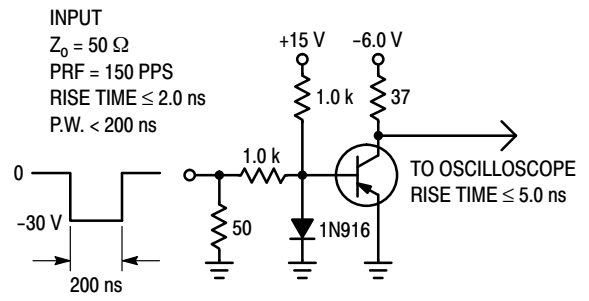 INPUT
Zo = 50 Ω
PRF = 150 PPS
RISE TIME ≤ 2.0 ns
P.W. < 200 ns
+15 V
−6.0 V
1.0 k
37
1.0 k
0
−30 V
50
1N916
200 ns
TO OSCILLOSCOPE
RISE TIME ≤ 5.0 ns